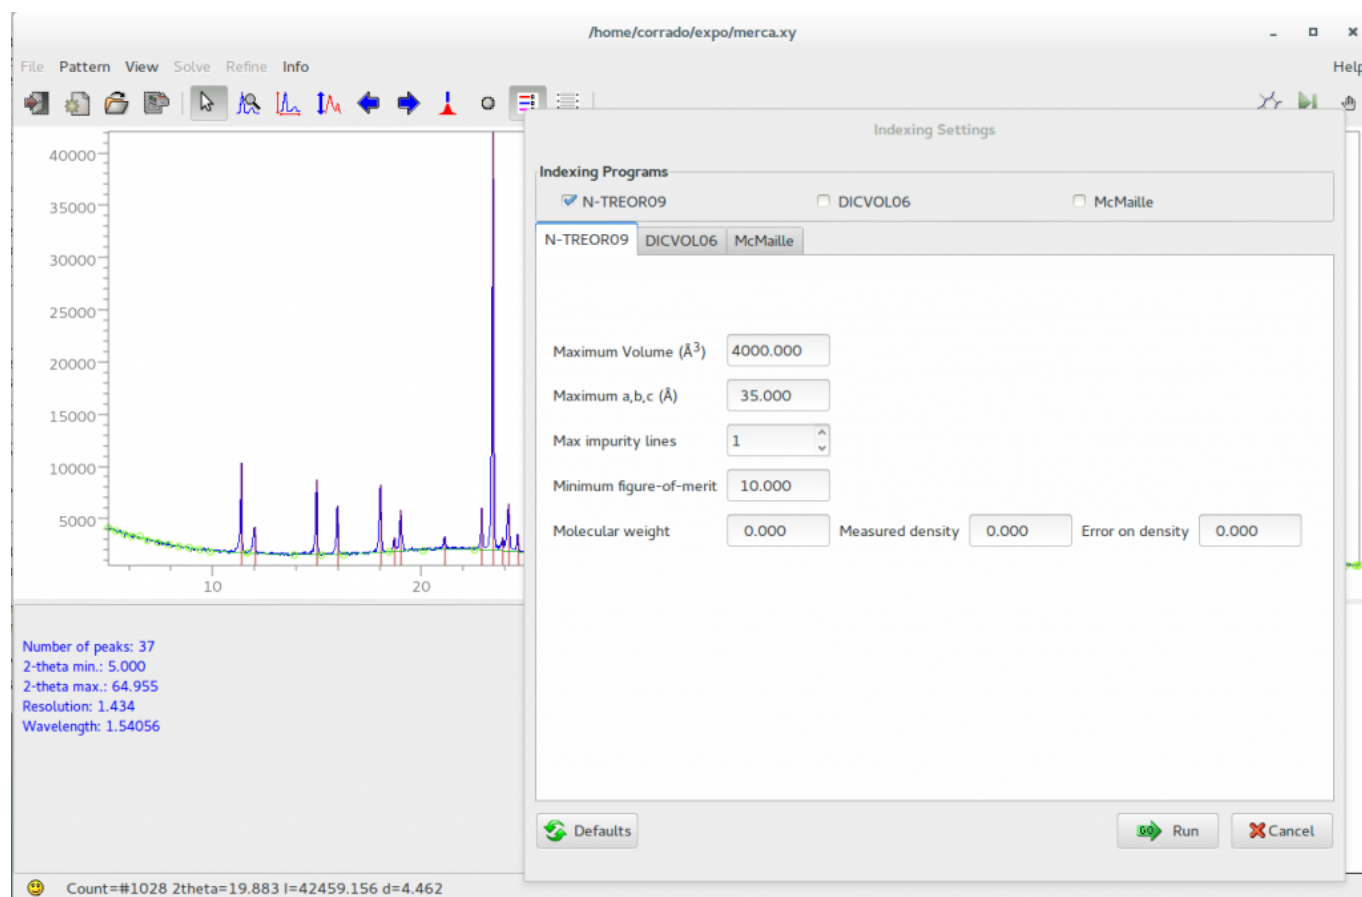 /home/corrado/expo/merca.xy
File Pattern View Solve Refine Info Help
Indexing Settings
Indexing Programs
N-TREOR09 DICVOL06 McMaille
N-TREOR09 DICVOL06 McMaille
Maximum Volume (Å³) 4000.000
Maximum a,b,c (Å) 35.000
Max impurity lines 1
Minimum figure-of-merit 10.000
Molecular weight 0.000 Measured density 0.000 Error on density 0.000
40000
35000
30000
25000
20000
15000
10000
5000
10 20
Number of peaks: 37
2-theta min.: 5.000
2-theta max.: 64.955
Resolution: 1.434
Wavelength: 1.54056
Defaults GO Run Cancel
Count=#1028 2theta=19.883 I=42459.156 d=4.462